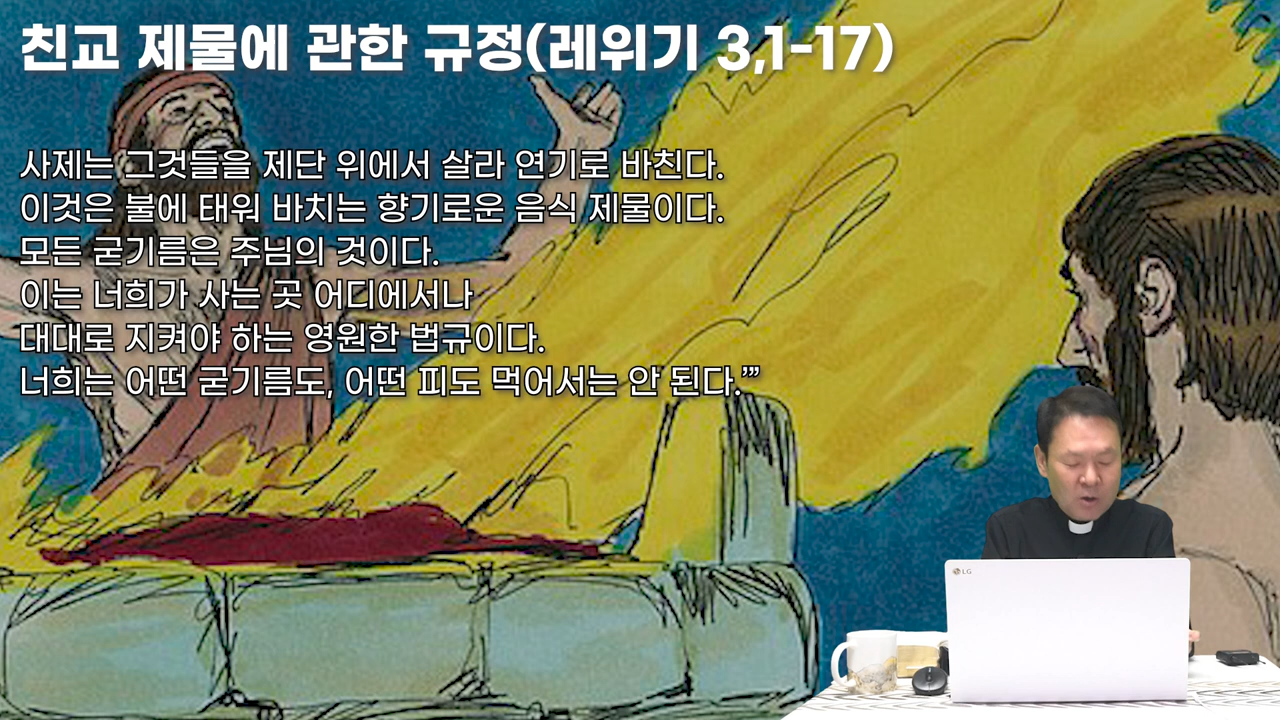 친교 제물에 관한 규정(레위기 3,1-17)
사제는 그것들을 제단 위에서 살라 연기로 바친다.
이것은 불에 태워 바치는 향기로운 음식 제물이다.
모든 굳기름은 주님의 것이다.
이는 너희가 사는 곳 어디에서나
대대로 지켜야 하는 영원한 법규이다.
너희는 어떤 굳기름도, 어떤 피도 먹어서는 안 된다.’”
LG